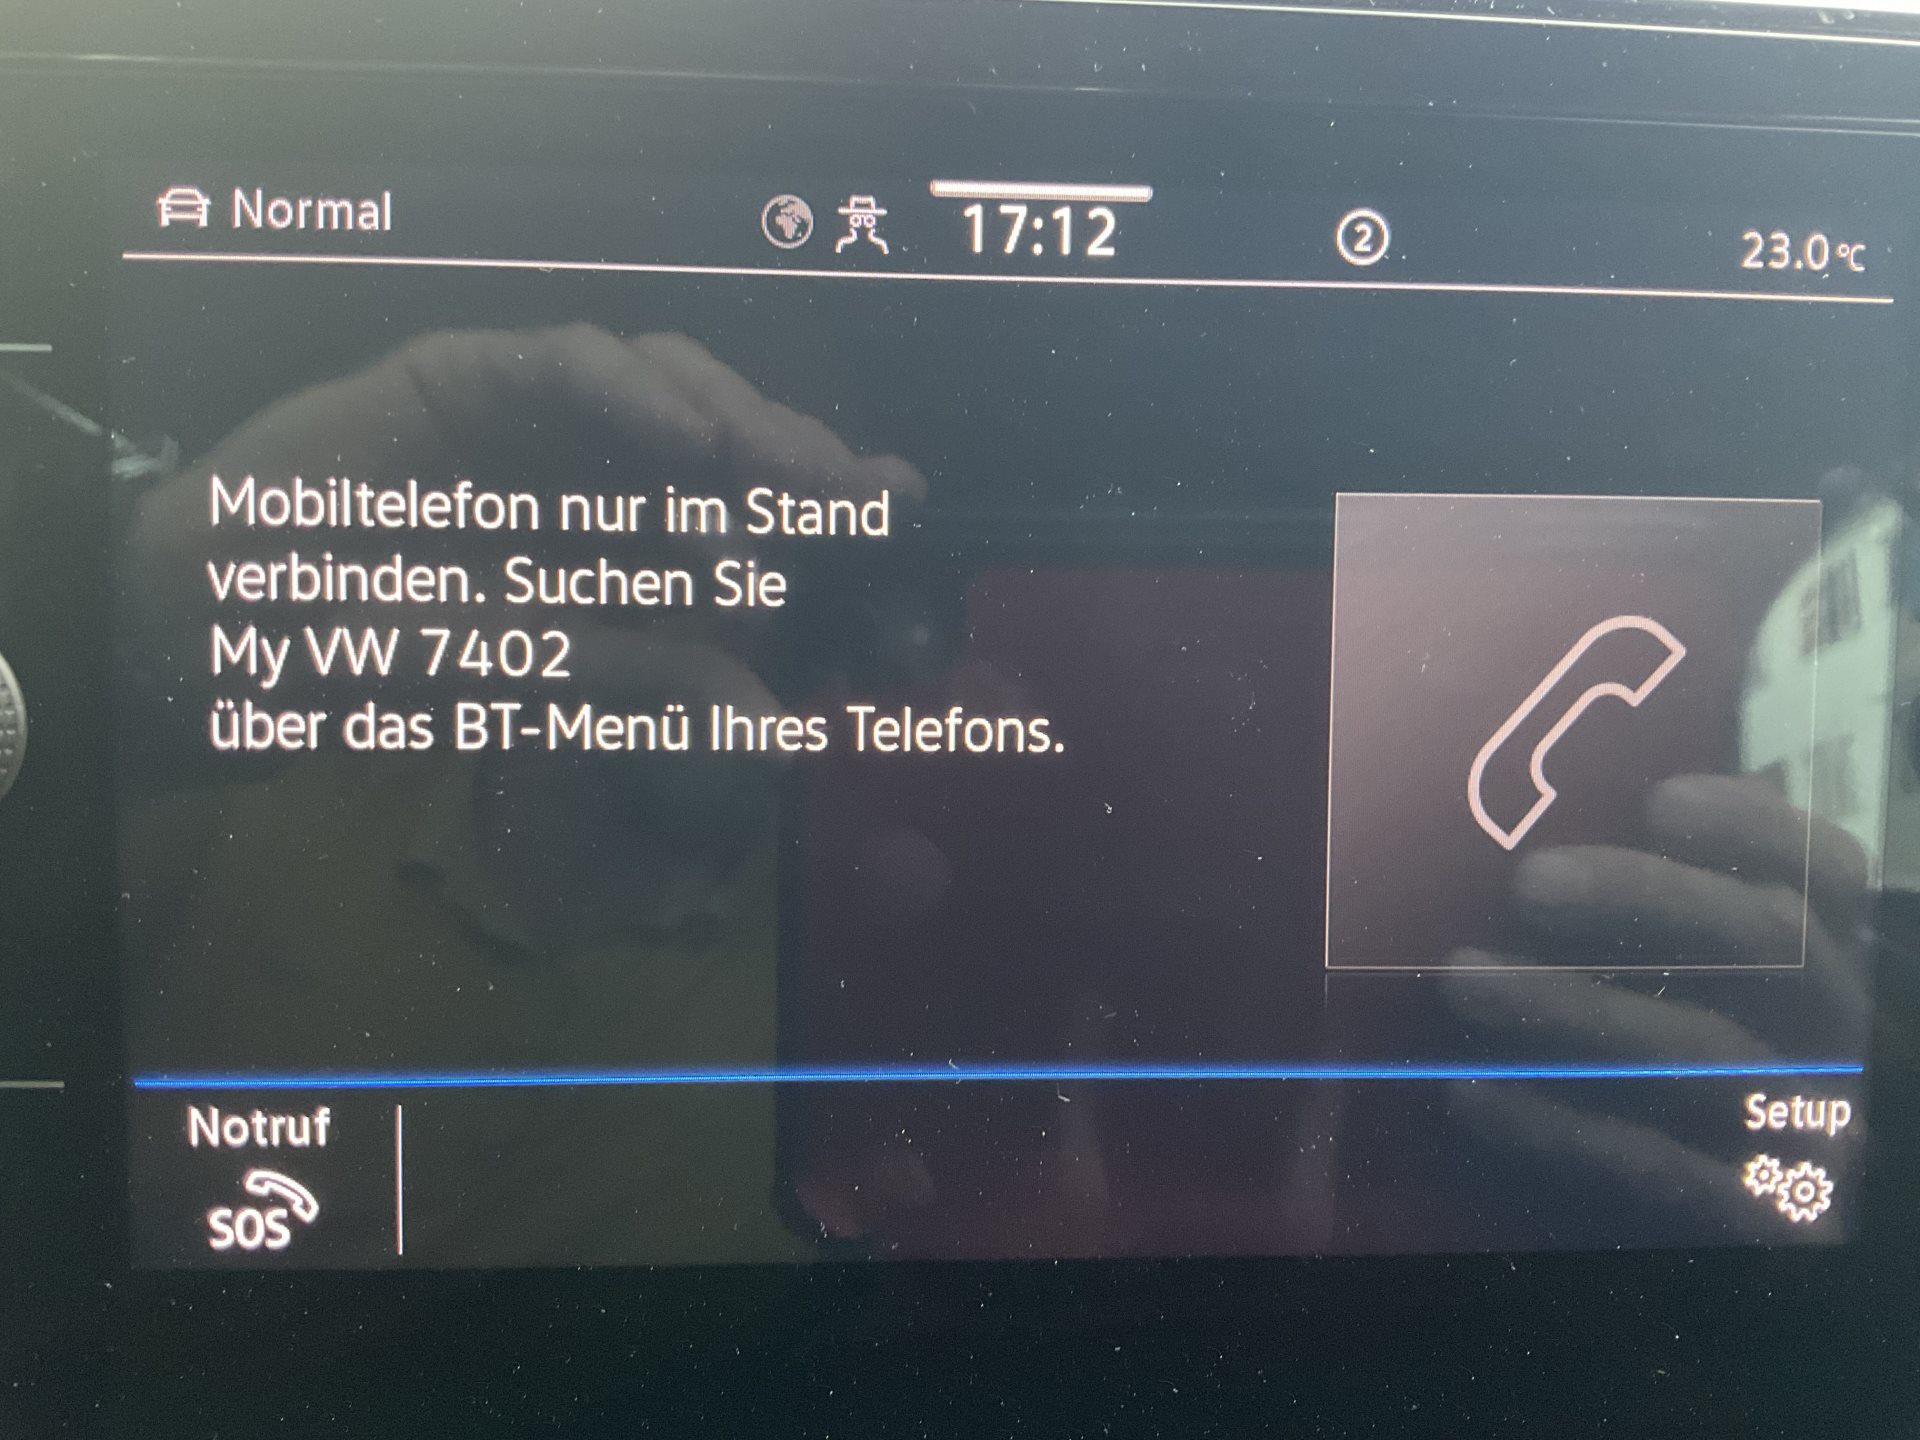 Normal
17:12
2
23.0 °C
Mobiltelefon nur im Stand
verbinden. Suchen Sie
My VW 7402
über das BT-Menü Ihres Telefons.
Notruf
SOS
Setup